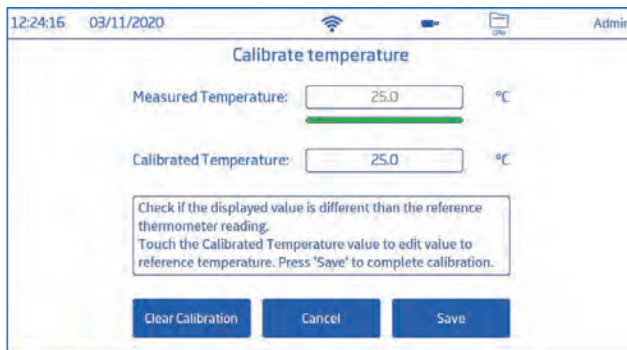 12:24:16 03/11/2020 Admin
Calibrate temperature
Measured Temperature: 25.0 °C
Calibrated Temperature: 25.0 °C
Check if the displayed value is different than the reference
thermometer reading.
Touch the Calibrated Temperature value to edit value to
reference temperature. Press 'Save' to complete calibration.
Clear Calibration Cancel Save